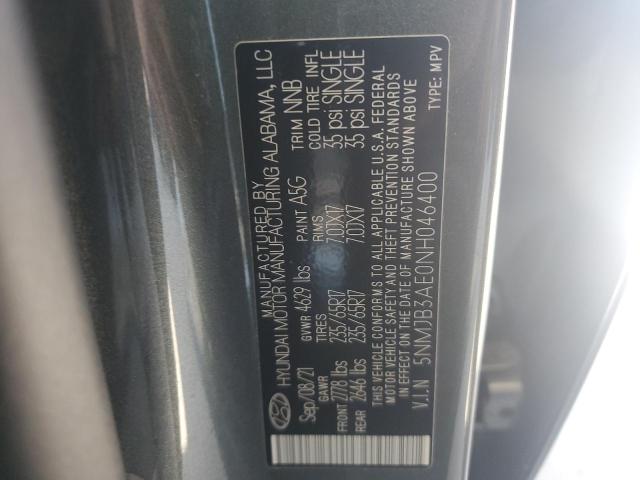 MANUFACTURED BY
HYUNDAI MOTOR MANUFACTURING ALABAMA, LLC
Sep/08/21 GVWR 4629 lbs PAINT A5G TRIM NNB
GAWR TIRES RIMS COLD TIRE INFL
FRONT 2778 lbs 235/65R17 7.0JX17 35 psi SINGLE
REAR 2646 lbs 235/65R17 7.0JX17 35 psi SINGLE
THIS VEHICLE CONFORMS TO ALL APPLICABLE U.S.A. FEDERAL
MOTOR VEHICLE SAFETY AND THEFT PREVENTION STANDARDS
IN EFFECT ON THE DATE OF MANUFACTURE SHOWN ABOVE
V.I.N 5NMJB3AE0NH046400 TYPE: MPV